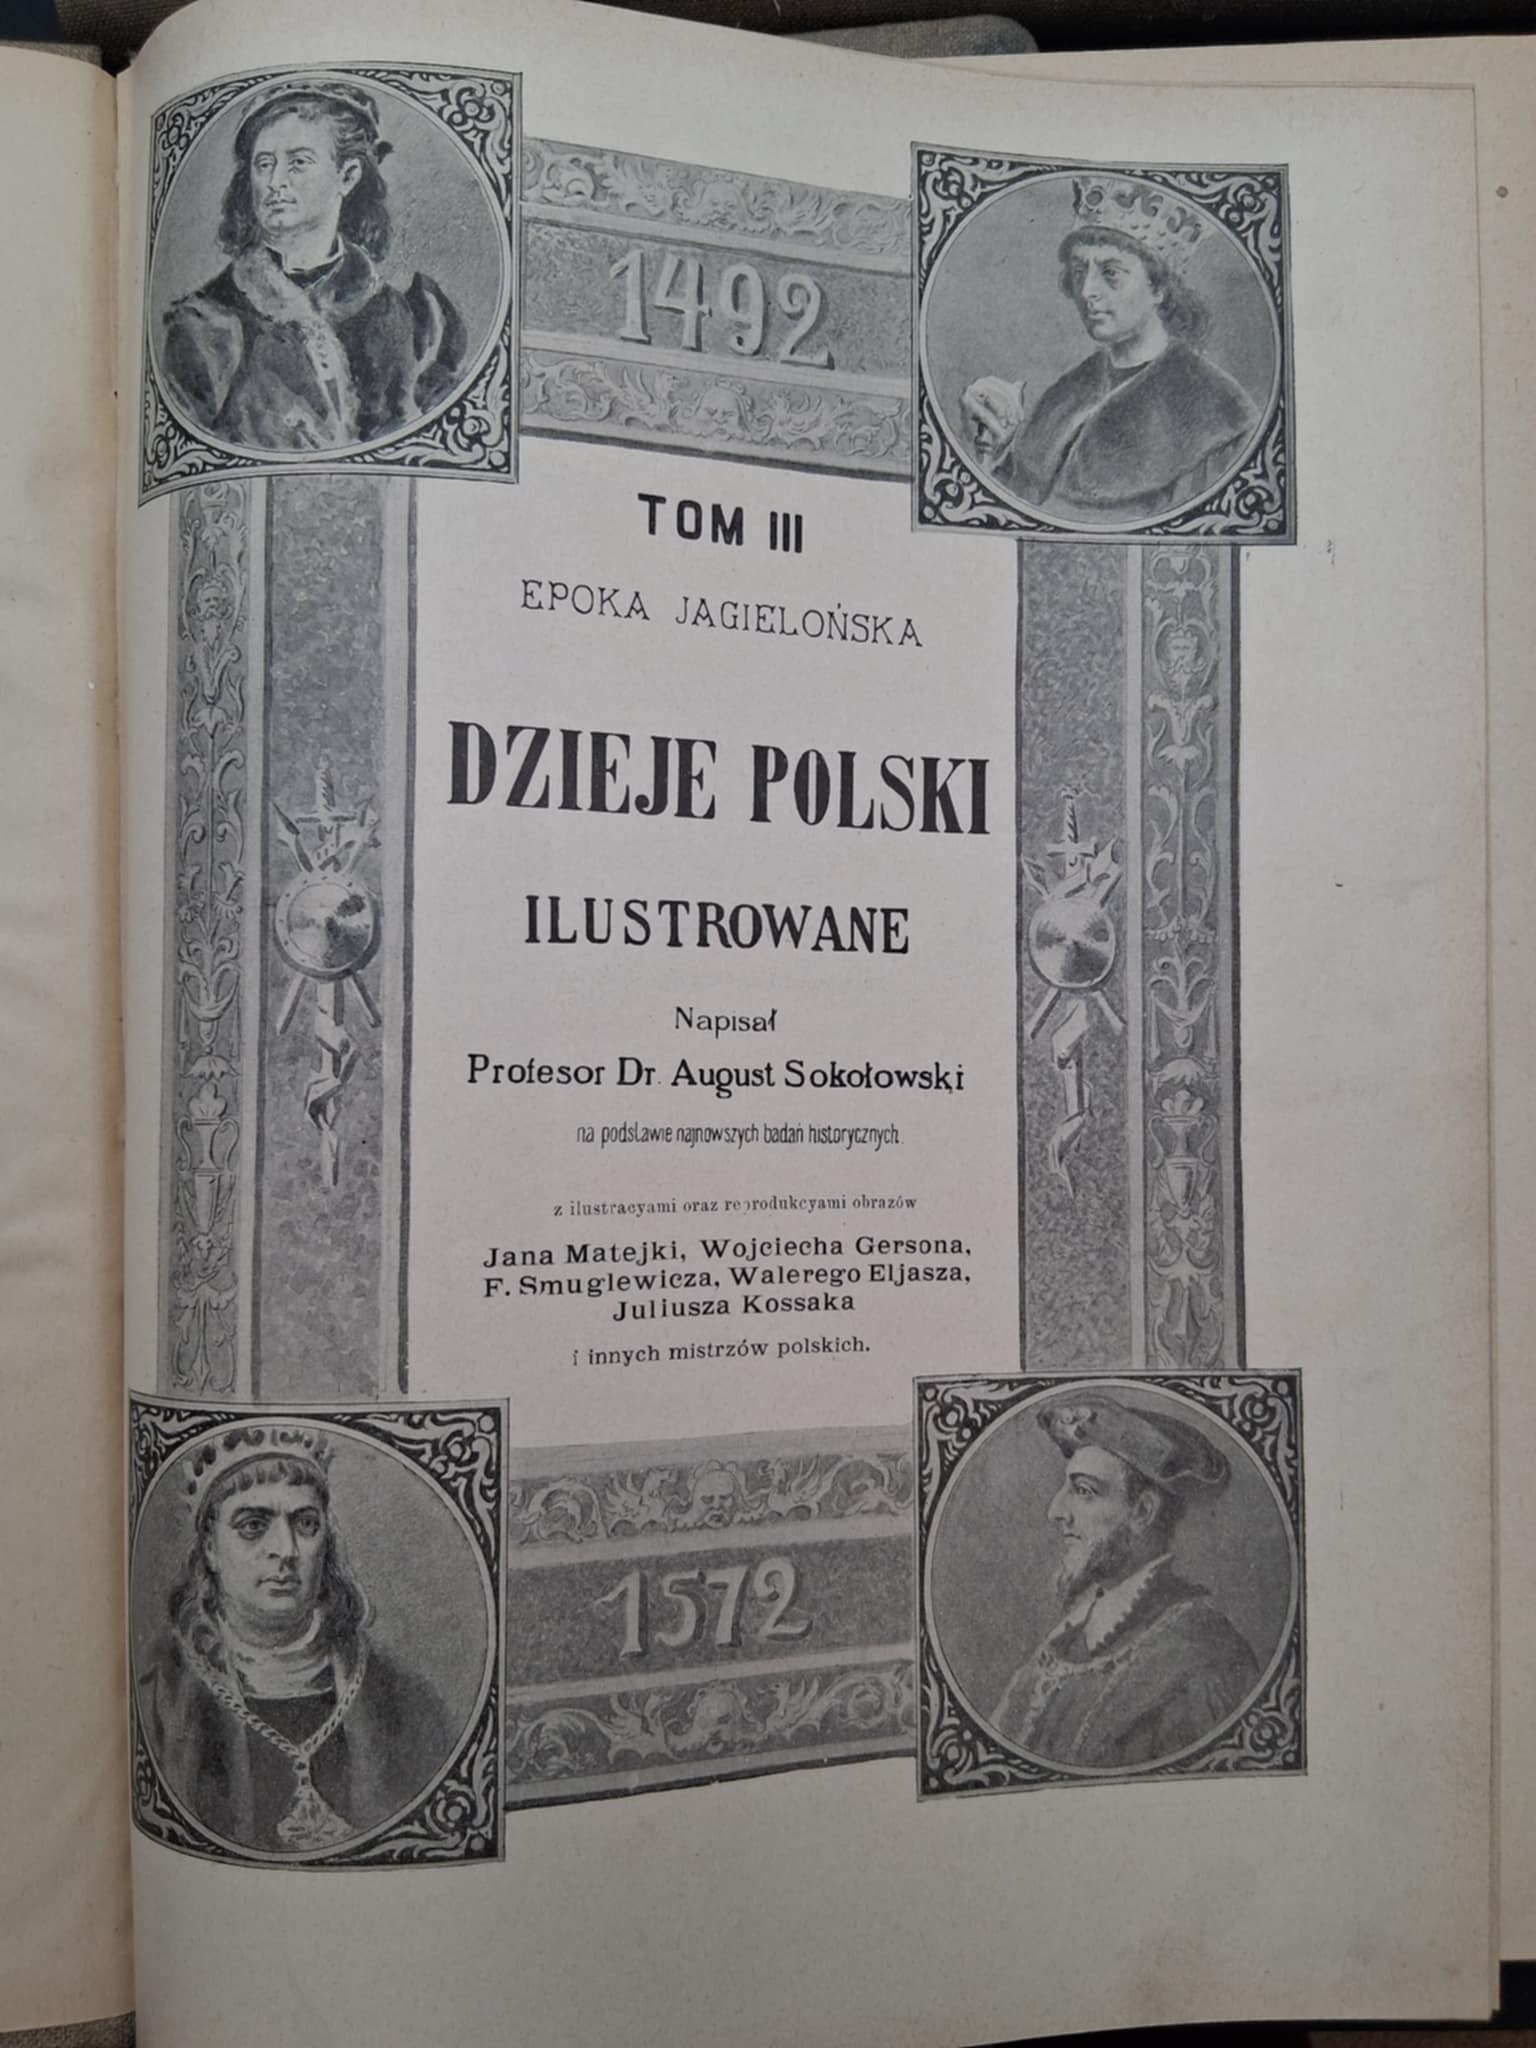 1492
TOM III
EPOKA JAGIELOŃSKA
DZIEJE POLSKI
ILUSTROWANE
Napisał
Profesor Dr. August Sokołowski
na podstawie najnowszych badań historycznych.
z ilustracyami oraz reprodukcyami obrazów
Jana Matejki, Wojciecha Gersona,
F. Smuglewicza, Walerego Eljasza,
Juliusza Kossaka
i innych mistrzów polskich.
1572